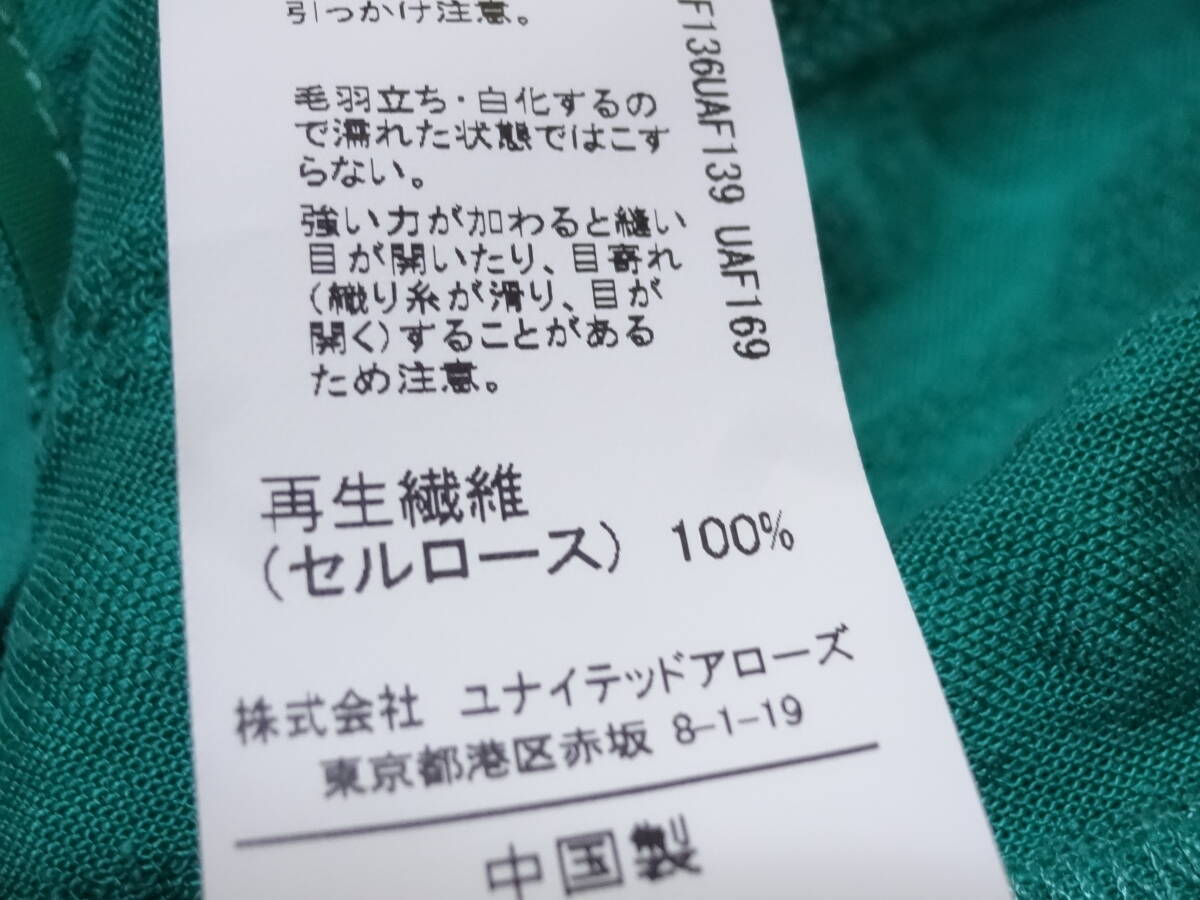 引っかけ注意。
毛羽立ち・白化するの
で濡れた状態ではこす
らない。
強い力が加わると縫い
目が開いたり、目寄れ
(織り糸が滑り、目が
開く)することがある
ため注意。
F136UAF139 UAF169
再生繊維
(セルロース) 100%
株式会社 ユナイテッドアローズ
東京都港区赤坂 8-1-19
中国製